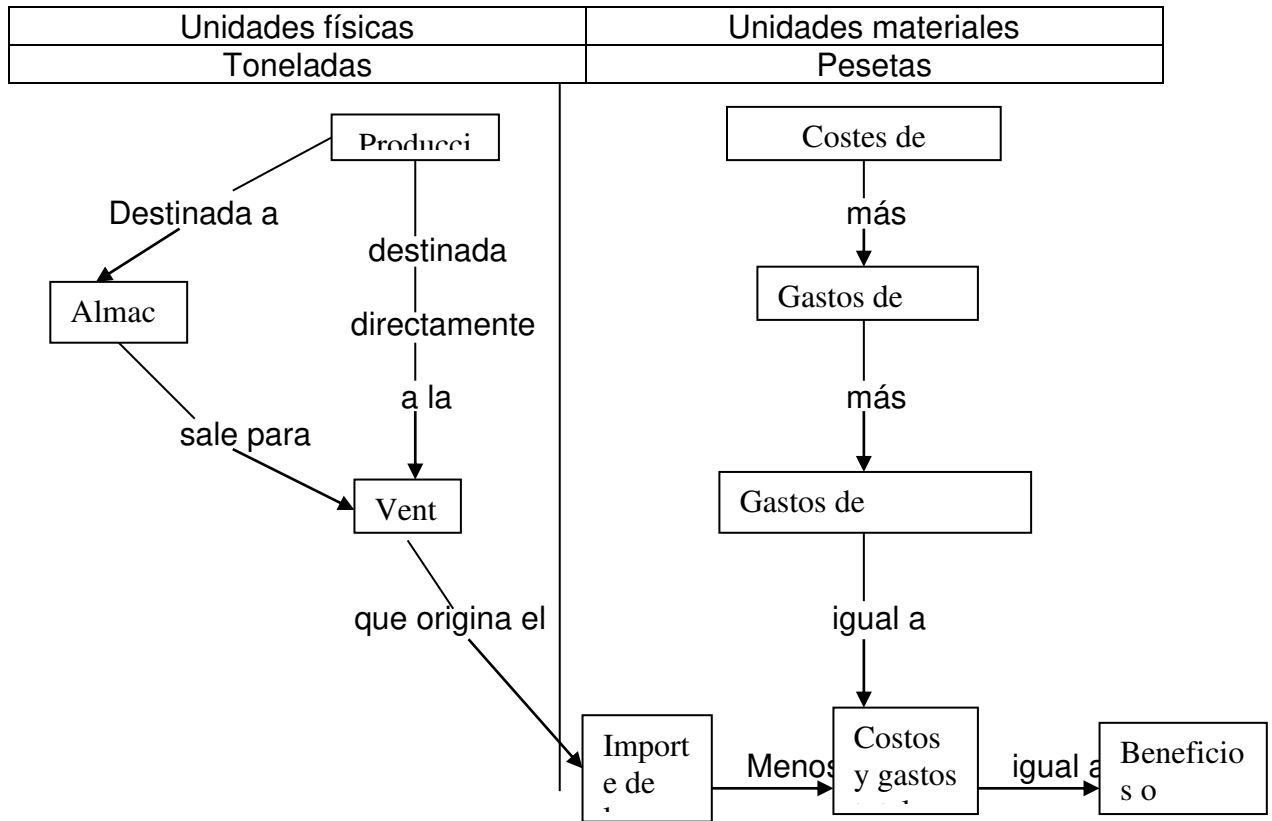 Unidades físicas
Unidades materiales
Toneladas
Pesetas
Producci
Costes de
Destinada a
más
destinada
Almac
Gastos de
directamente
a la
más
sale para
Vent
Gastos de
que origina el
igual a
Import
e de
Menos
Costos
y gastos
igual a
Beneficio
s o